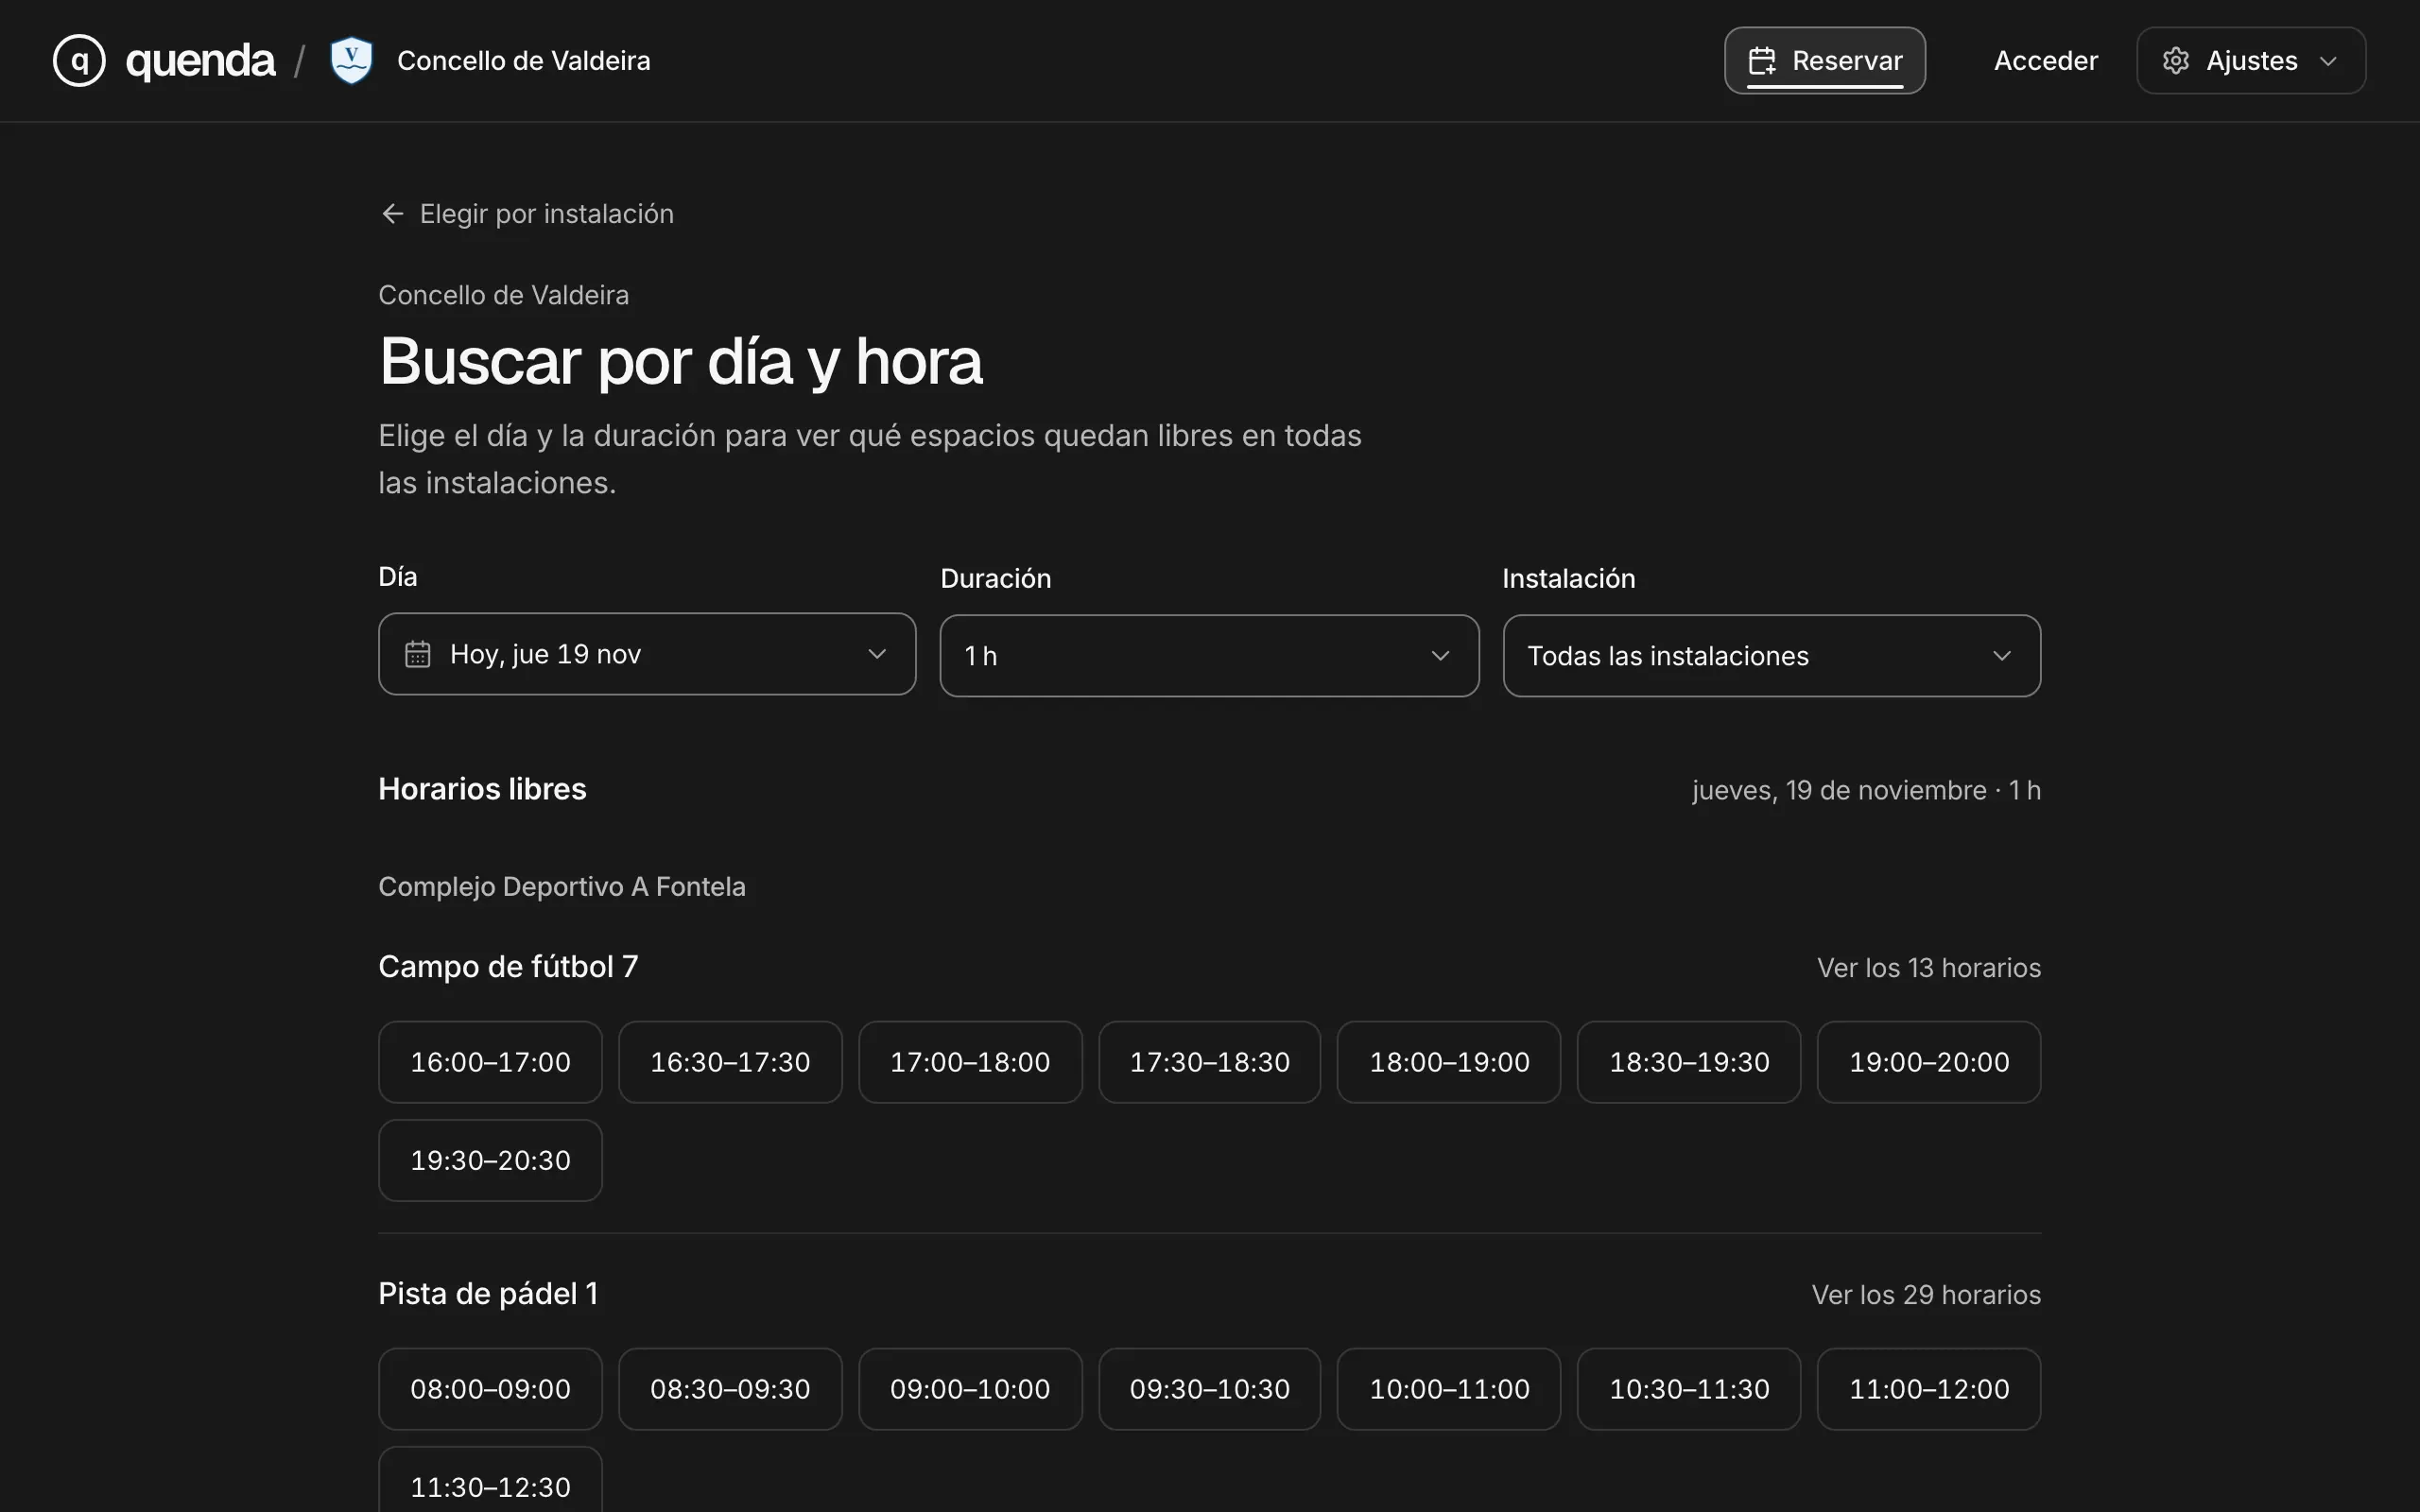 q quenda / V Concello de Valdeira Reservar Acceder Ajustes
← Elegir por instalación
Concello de Valdeira
Buscar por día y hora
Elige el día y la duración para ver qué espacios quedan libres en todas
las instalaciones.
Día Duración Instalación
Hoy, jue 19 nov 1 h Todas las instalaciones
Horarios libres jueves, 19 de noviembre · 1 h
Complejo Deportivo A Fontela
Campo de fútbol 7 Ver los 13 horarios
16:00–17:00 16:30–17:30 17:00–18:00 17:30–18:30 18:00–19:00 18:30–19:30 19:00–20:00
19:30–20:30
Pista de pádel 1 Ver los 29 horarios
08:00–09:00 08:30–09:30 09:00–10:00 09:30–10:30 10:00–11:00 10:30–11:30 11:00–12:00
11:30–12:30